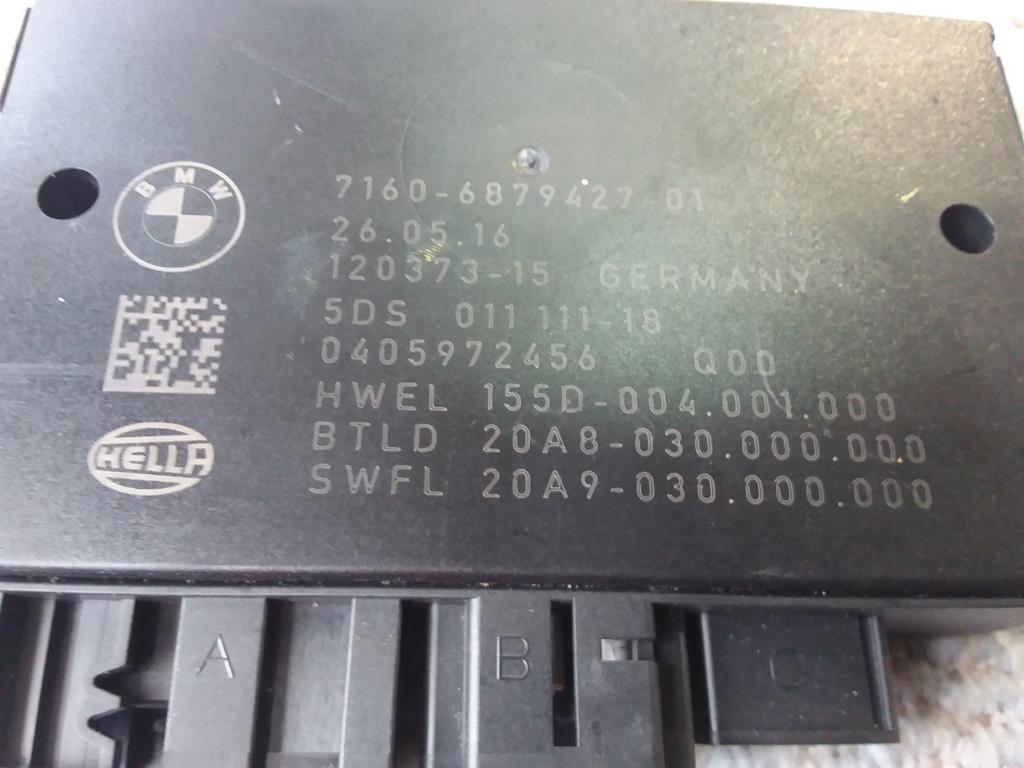 BMW
7160-6879427-01
26.05.16
120373-15 GERMANY
5DS 011 111-18
0405972456 Q00
HWEL 155D-004.001.000
BTLD 20A8-030.000.000
HELLA
SWFL 20A9-030.000.000
A B C